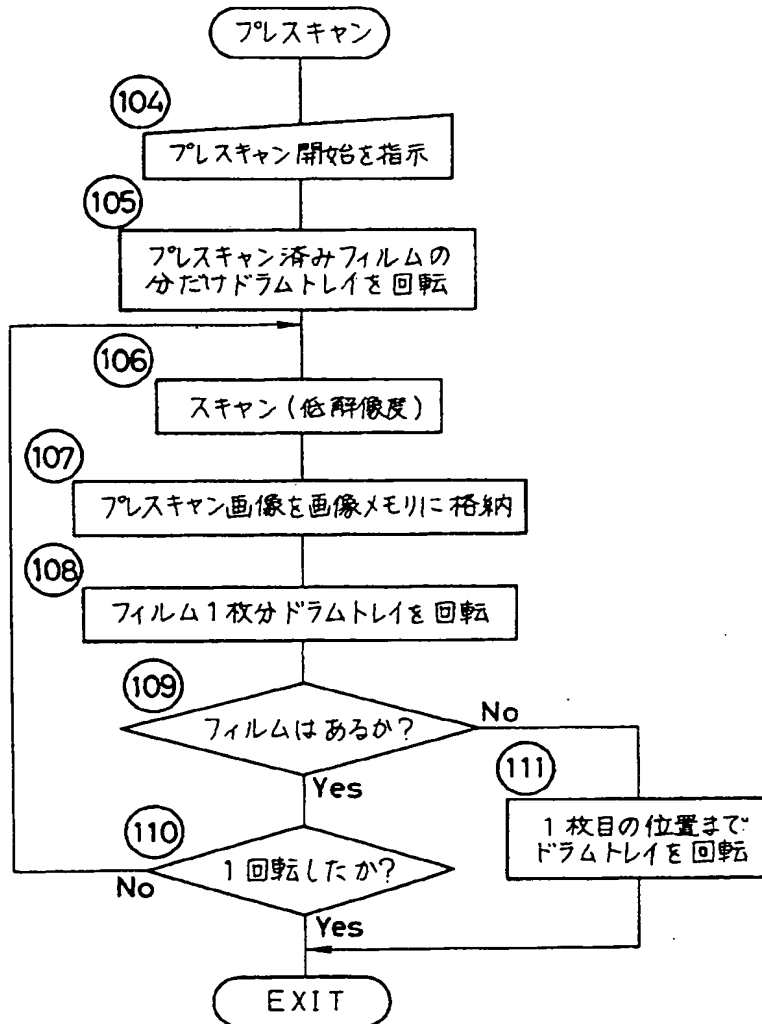 プレスキャン
104
プレスキャン開始を指示
105
プレスキャン済みフィルムの
分だけドラムトレイを回転
106
スキャン(低解像度)
107
プレスキャン画像を画像メモリに格納
108
フィルム1枚分ドラムトレイを回転
109
フィルムはあるか?
No
Yes
111
1枚目の位置まで
ドラムトレイを回転
110
1回転したか?
No
Yes
EXIT